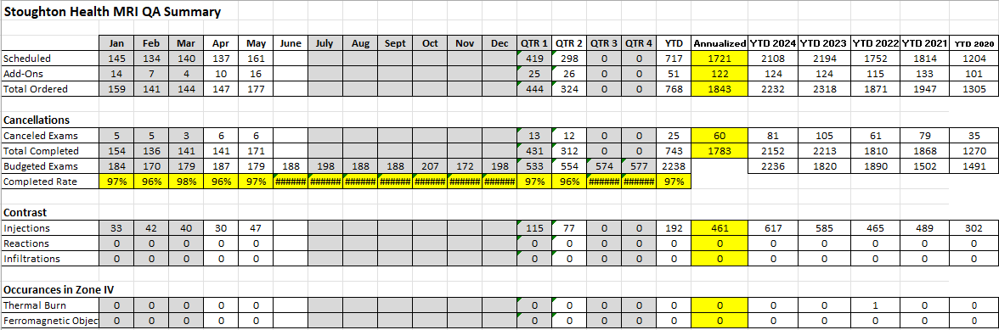 Stoughton Health MRI QA Summary
Jan Feb Mar Apr May June July Aug Sept Oct Nov Dec QTR 1 QTR 2 QTR 3 QTR 4 YTD Annualized YTD 2024 YTD 2023 YTD 2022 YTD 2021 YTD 2020
Scheduled 145 134 140 137 161 419 298 0 0 717 1721 2108 2194 1752 1814 1204
Add-Ons 14 7 4 10 16 25 26 0 0 51 122 124 124 115 133 101
Total Ordered 159 141 144 147 177 444 324 0 0 768 1843 2232 2318 1871 1947 1305
Cancellations
Canceled Exams 5 5 3 6 6 13 12 0 0 25 60 81 105 61 79 35
Total Completed 154 136 141 141 171 431 312 0 0 743 1783 2152 2213 1810 1868 1270
Budgeted Exams 184 170 179 187 179 188 198 188 188 207 172 198 533 554 574 577 2238 2236 1820 1890 1502 1491
Completed Rate 97% 96% 98% 96% 97% ###### ###### ###### ###### ###### ###### ###### 97% 96% ###### ###### 97%
Contrast
Injections 33 42 40 30 47 115 77 0 0 192 461 617 585 465 489 302
Reactions 0 0 0 0 0 0 0 0 0 0 0 0 0 0 0 0
Infiltrations 0 0 0 0 0 0 0 0 0 0 0 0 0 0 0 0
Occurances in Zone IV
Thermal Burn 0 0 0 0 0 0 0 0 0 0 0 0 0 1 0 0
Ferromagnetic Objec 0 0 0 0 0 0 0 0 0 0 0 0 0 0 0 0